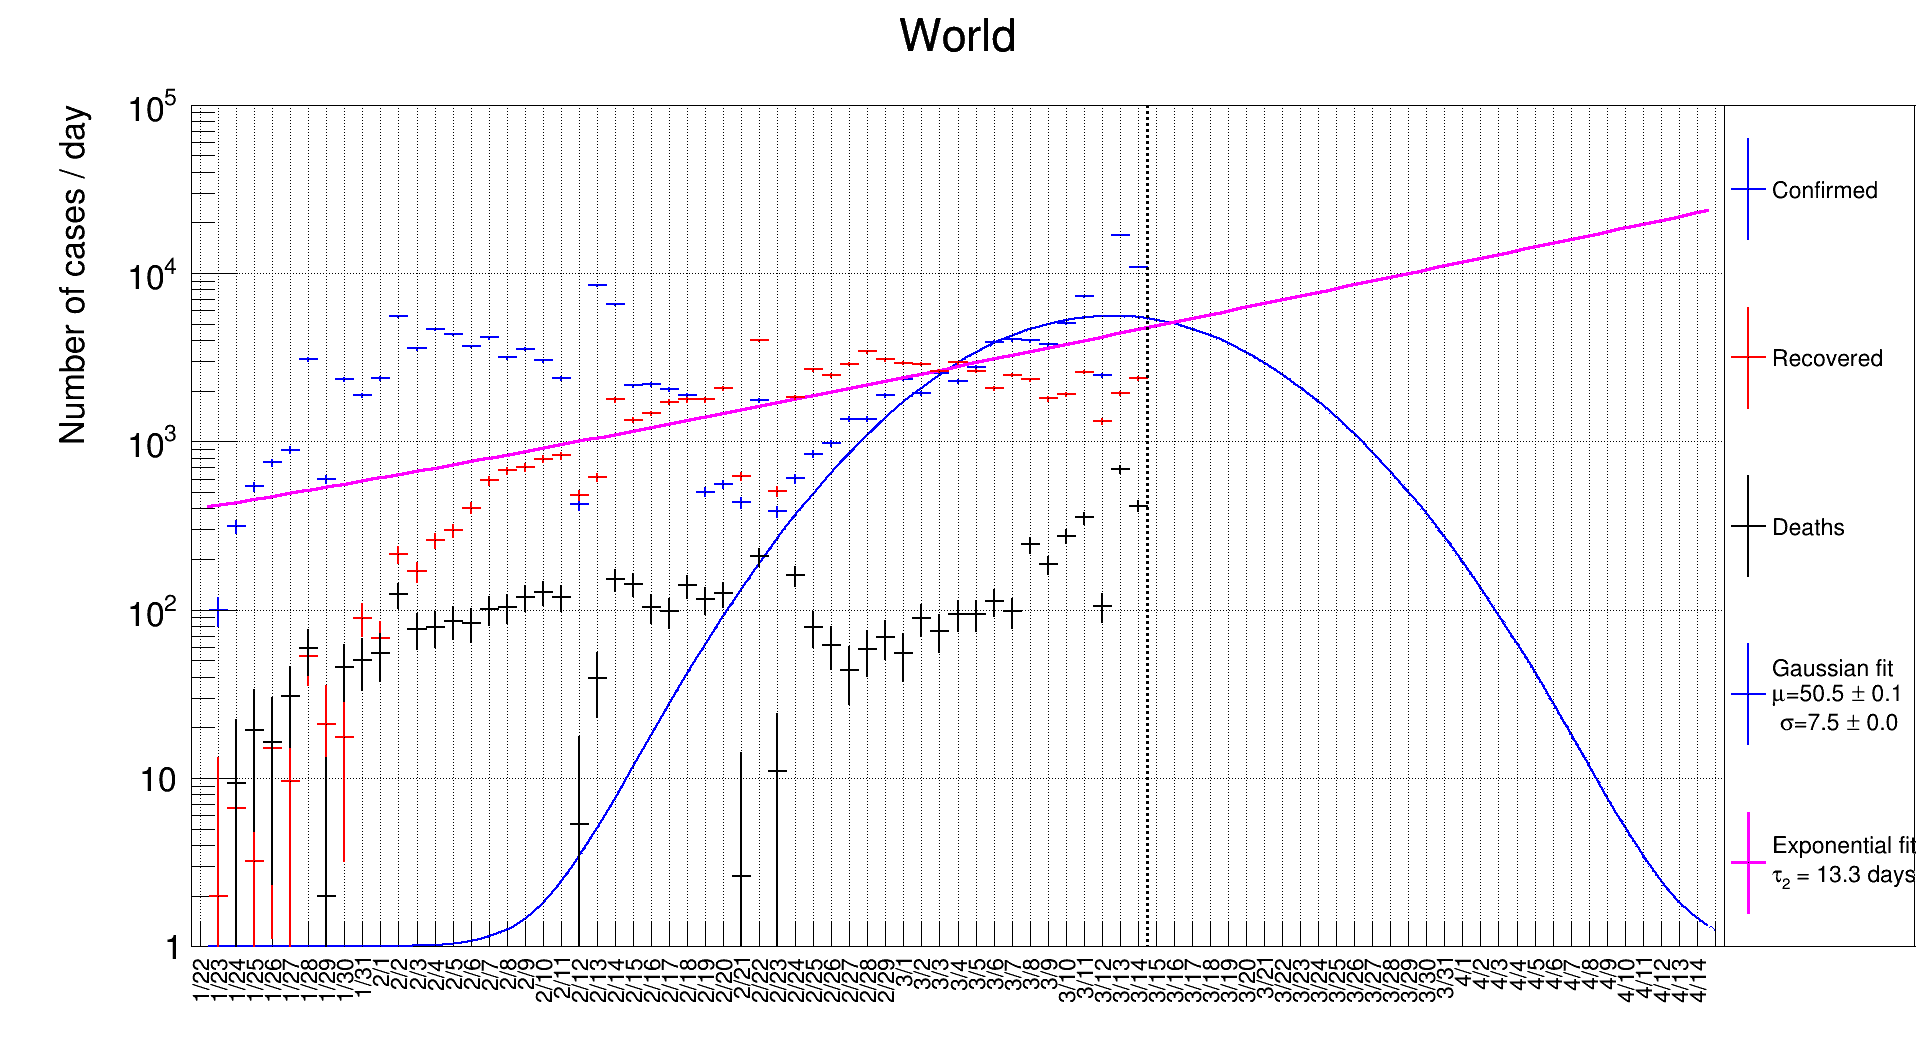 World
Number of cases / day
10^5
10^4
10^3
10^2
10
1
1/22 1/23 1/24 1/25 1/26 1/27 1/28 1/29 1/30 1/31 2/1 2/2 2/3 2/4 2/5 2/6 2/7 2/8 2/9 2/10 2/11 2/12 2/13 2/14 2/15 2/16 2/17 2/18 2/19 2/20 2/21 2/22 2/23 2/24 2/25 2/26 2/27 2/28 2/29 3/1 3/2 3/3 3/4 3/5 3/6 3/7 3/8 3/9 3/10 3/11 3/12 3/13 3/14 3/15 3/16 3/17 3/18 3/19 3/20 3/21 3/22 3/23 3/24 3/25 3/26 3/27 3/28 3/29 3/30 3/31 4/1 4/2 4/3 4/4 4/5 4/6 4/7 4/8 4/9 4/10 4/11 4/12 4/13 4/14
Confirmed
Recovered
Deaths
Gaussian fit
μ=50.5 ± 0.1
σ=7.5 ± 0.0
Exponential fit
τ₂ = 13.3 days